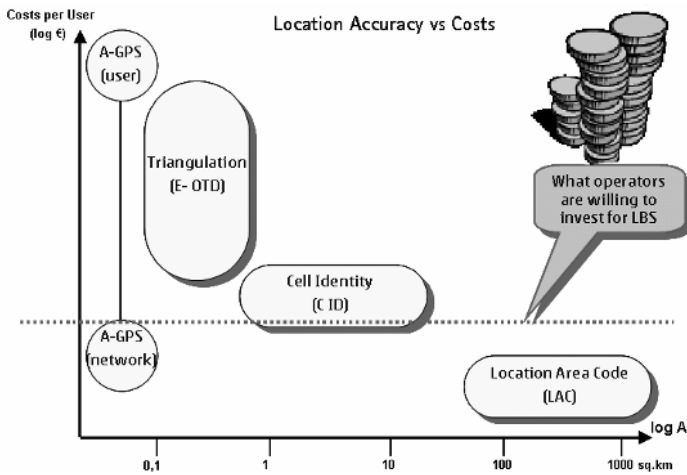 Costs per User
(log €)
Location Accuracy vs Costs
A-GPS
(user)
Triangulation
(E- OTD)
What operators
are willing to
invest for LBS
Cell Identity
(C ID)
A-GPS
(network)
Location Area Code
(LAC)
log A
0,1
1
10
100
1000 sq.km